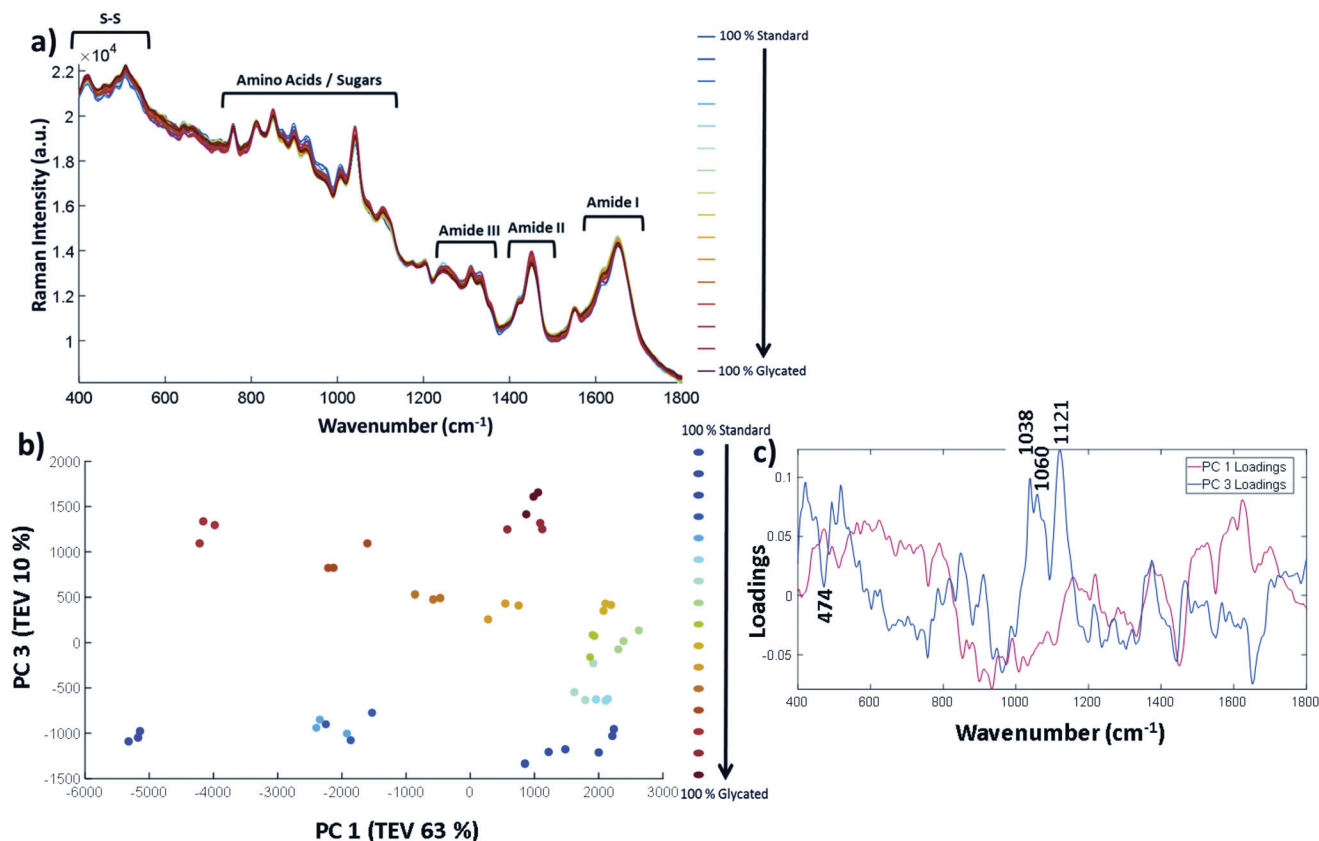 S-S
a)
×10⁴
Amino Acids / Sugars
Amide III
Amide II
Amide I
2.2
2
1.8
1.6
1.4
1.2
1
Raman Intensity (a.u.)
400 600 800 1000 1200 1400 1600 1800
Wavenumber (cm⁻¹)
100 % Standard
100 % Glycated
b)
2000
1500
1000
500
0
-500
-1000
-1500
PC 3 (TEV 10 %)
-6000 -5000 -4000 -3000 -2000 -1000 0 1000 2000 3000
PC 1 (TEV 63 %)
100 % Standard
100 % Glycated
c)
1038
1060
1121
474
PC 1 Loadings
PC 3 Loadings
0.1
0.05
0
-0.05
Loadings
400 600 800 1000 1200 1400 1600 1800
Wavenumber (cm⁻¹)